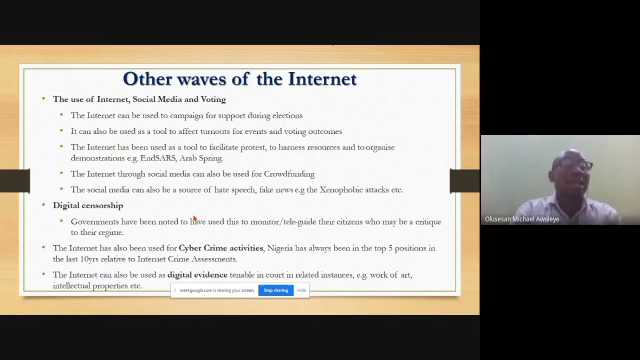 Other waves of the Internet
• The use of Internet, Social Media and Voting
• The Internet can be used to campaign for support during elections
• It can also be used as a tool to affect turnouts for events and voting outcomes
• The Internet has been used as a tool to facilitate protest, to harness resources and to organise
demonstrations e.g. EndSARS, Arab Spring.
• The Internet through social media can also be used for Crowdfunding
• The social media can also be a source of hate speech, fake news e.g the Xenophobic attacks etc.
• Digital censorship
• Governments have been noted to have used this to monitor/tele-guide their citizens who may be a critique
to their regime.
• The Internet has also been used for Cyber Crime activities, Nigeria has always been in the top 5 positions in
the last 10yrs relative to Internet Crime Assessments.
• The Internet can also be used as digital evidence tenable in court in related instances, e.g. work of art,
intellectual properties etc.
meet.google.com is sharing your screen.
Stop sharing
Hide
Olusesan Michael Awoleye